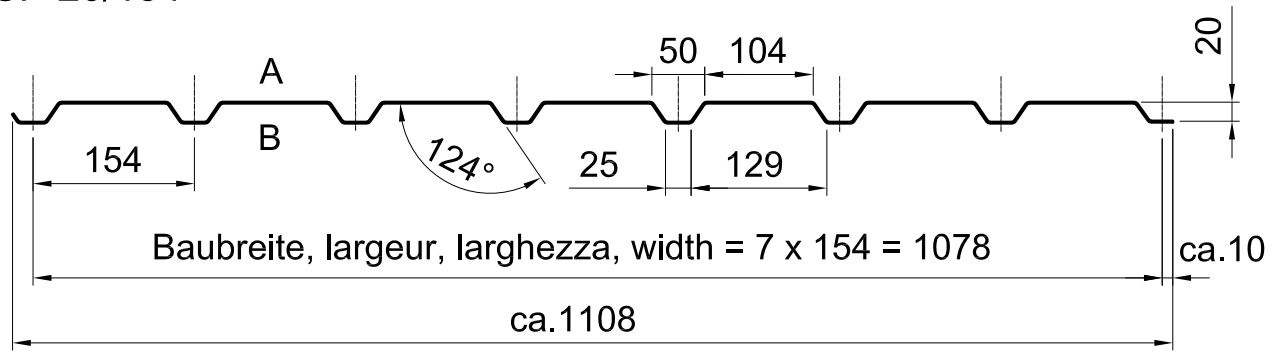 50
104
20
A
B
154
124°
25
129
Baubreite, largeur, larghezza, width = 7 x 154 = 1078
ca.10
ca.1108